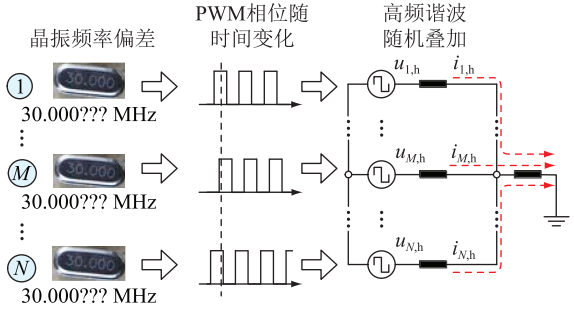 晶振频率偏差
PWM相位随
时间变化
高频谐波
随机叠加
1
30.000
30.000??? MHz
u1,h
i1,h
M
30.000
30.000??? MHz
uM,h
iM,h
N
30.000
30.000??? MHz
uN,h
iN,h